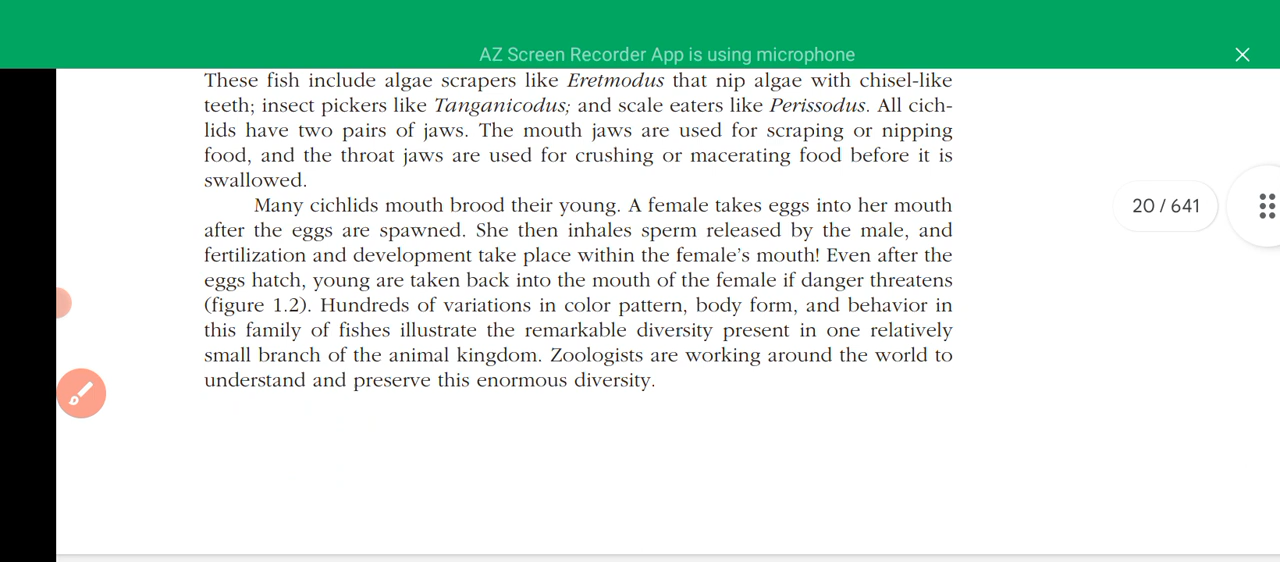 AZ Screen Recorder App is using microphone
These fish include algae scrapers like Eretmodus that nip algae with chisel-like
teeth; insect pickers like Tanganicodus; and scale eaters like Perissodus. All cich-
lids have two pairs of jaws. The mouth jaws are used for scraping or nipping
food, and the throat jaws are used for crushing or macerating food before it is
swallowed.
Many cichlids mouth brood their young. A female takes eggs into her mouth
after the eggs are spawned. She then inhales sperm released by the male, and
fertilization and development take place within the female's mouth! Even after the
eggs hatch, young are taken back into the mouth of the female if danger threatens
(figure 1.2). Hundreds of variations in color pattern, body form, and behavior in
this family of fishes illustrate the remarkable diversity present in one relatively
small branch of the animal kingdom. Zoologists are working around the world to
understand and preserve this enormous diversity.
20 / 641